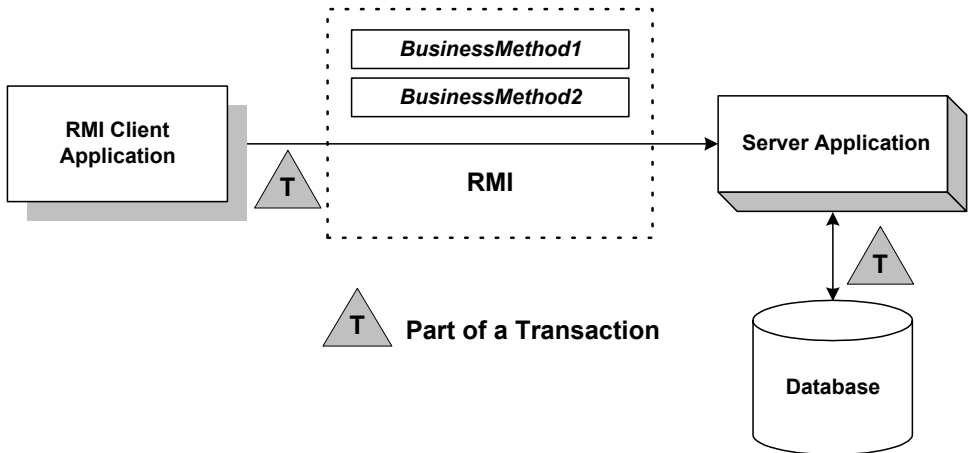 BusinessMethod1
BusinessMethod2
RMI Client
Application
Server Application
T
RMI
T
T
Part of a Transaction
Database